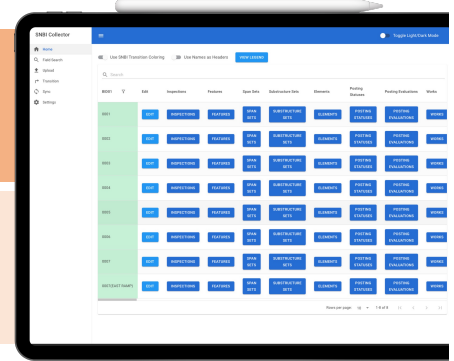 SNBI Collector
Toggle Light/Dark Mode
Home
Field Search
Upload
Transition
Sync
Settings
Use SNBI Transition Coloring
Use Names as Headers
VIEW LEGEND
Search
BID01 Edit Inspections Features Span Sets Substructure Sets Elements Posting Statuses Posting Evaluations Works
0001 EDIT INSPECTIONS FEATURES SPAN SETS SUBSTRUCTURE SETS ELEMENTS POSTING STATUSES POSTING EVALUATIONS WORKS
0002 EDIT INSPECTIONS FEATURES SPAN SETS SUBSTRUCTURE SETS ELEMENTS POSTING STATUSES POSTING EVALUATIONS WORKS
0003 EDIT INSPECTIONS FEATURES SPAN SETS SUBSTRUCTURE SETS ELEMENTS POSTING STATUSES POSTING EVALUATIONS WORKS
0004 EDIT INSPECTIONS FEATURES SPAN SETS SUBSTRUCTURE SETS ELEMENTS POSTING STATUSES POSTING EVALUATIONS WORKS
0005 EDIT INSPECTIONS FEATURES SPAN SETS SUBSTRUCTURE SETS ELEMENTS POSTING STATUSES POSTING EVALUATIONS WORKS
0006 EDIT INSPECTIONS FEATURES SPAN SETS SUBSTRUCTURE SETS ELEMENTS POSTING STATUSES POSTING EVALUATIONS WORKS
0007 EDIT INSPECTIONS FEATURES SPAN SETS SUBSTRUCTURE SETS ELEMENTS POSTING STATUSES POSTING EVALUATIONS WORKS
0007(EAST RAMP) EDIT INSPECTIONS FEATURES SPAN SETS SUBSTRUCTURE SETS ELEMENTS POSTING STATUSES POSTING EVALUATIONS WORKS
Rows per page: 10 1-8 of 8